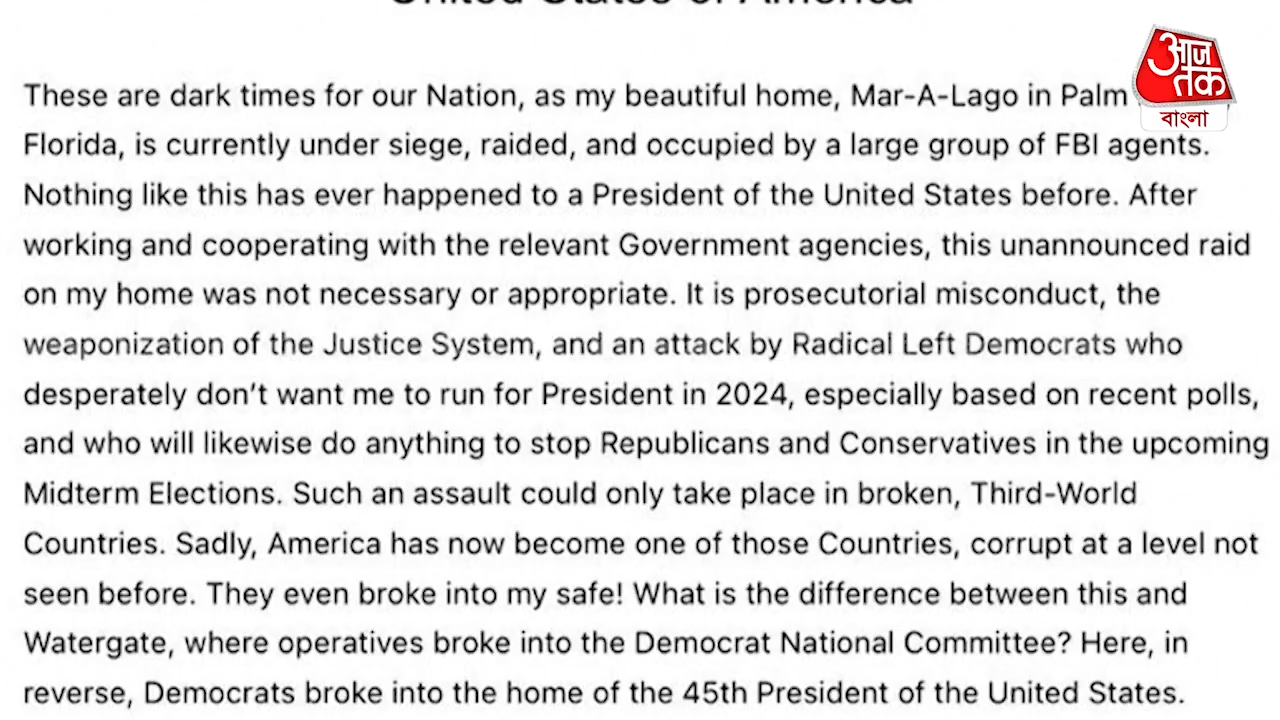 United States of America
These are dark times for our Nation, as my beautiful home, Mar-A-Lago in Palm
Florida, is currently under siege, raided, and occupied by a large group of FBI agents.
Nothing like this has ever happened to a President of the United States before. After
working and cooperating with the relevant Government agencies, this unannounced raid
on my home was not necessary or appropriate. It is prosecutorial misconduct, the
weaponization of the Justice System, and an attack by Radical Left Democrats who
desperately don’t want me to run for President in 2024, especially based on recent polls,
and who will likewise do anything to stop Republicans and Conservatives in the upcoming
Midterm Elections. Such an assault could only take place in broken, Third-World
Countries. Sadly, America has now become one of those Countries, corrupt at a level not
seen before. They even broke into my safe! What is the difference between this and
Watergate, where operatives broke into the Democrat National Committee? Here, in
reverse, Democrats broke into the home of the 45th President of the United States.
आज
तक
বাংলা